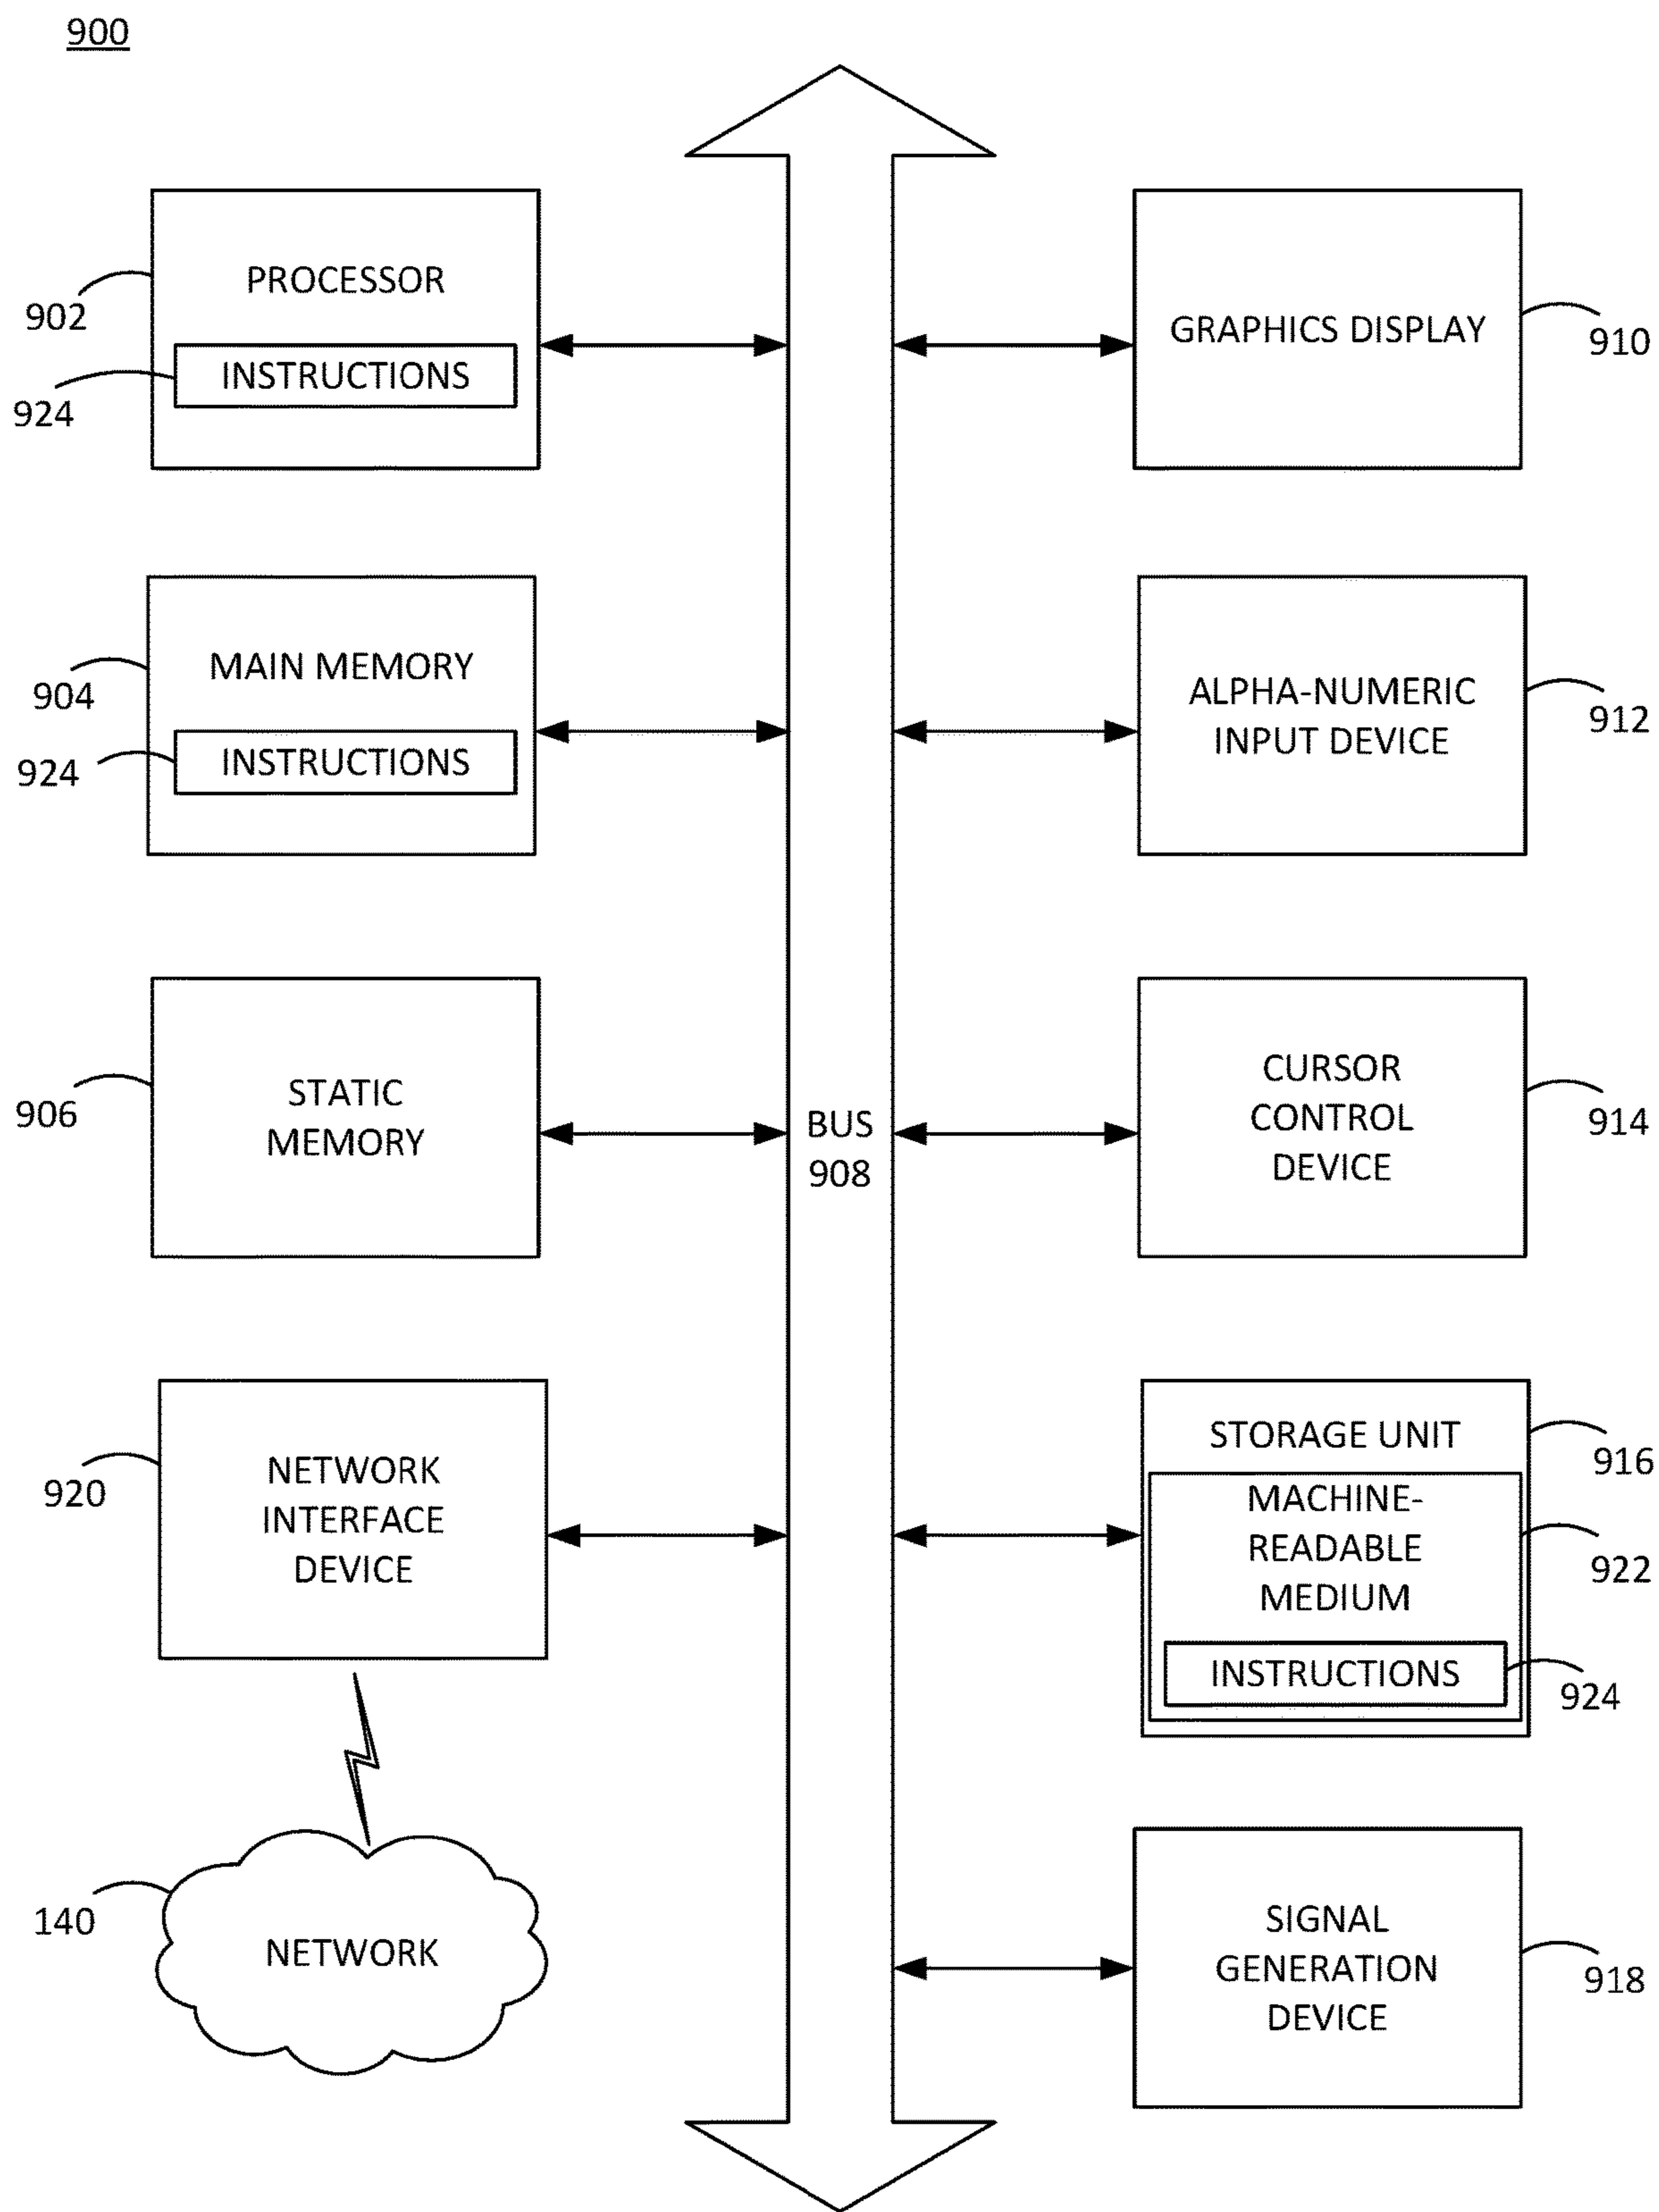 900
PROCESSOR
902
INSTRUCTIONS
924
MAIN MEMORY
904
INSTRUCTIONS
924
STATIC
MEMORY
906
NETWORK
INTERFACE
DEVICE
920
NETWORK
140
BUS
908
GRAPHICS DISPLAY
910
ALPHA-NUMERIC
INPUT DEVICE
912
CURSOR
CONTROL
DEVICE
914
STORAGE UNIT
916
MACHINE-
READABLE
MEDIUM
922
INSTRUCTIONS
924
SIGNAL
GENERATION
DEVICE
918